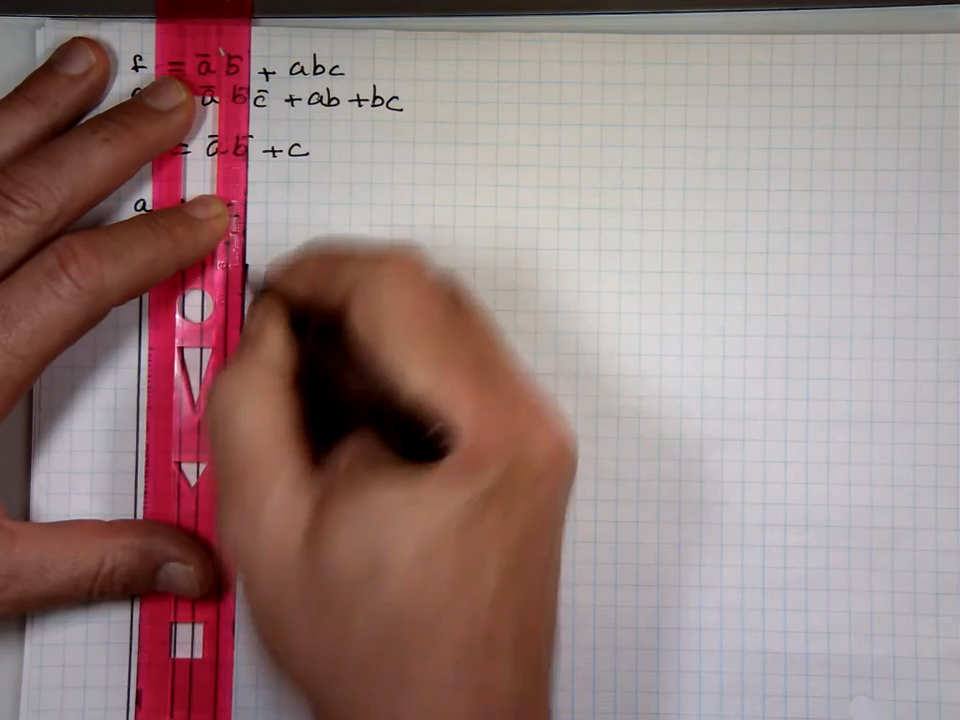 f = a̅ b̅ + abc
= a̅ b̅ c̅ + ab + bc
= a̅ b̅ + c
a